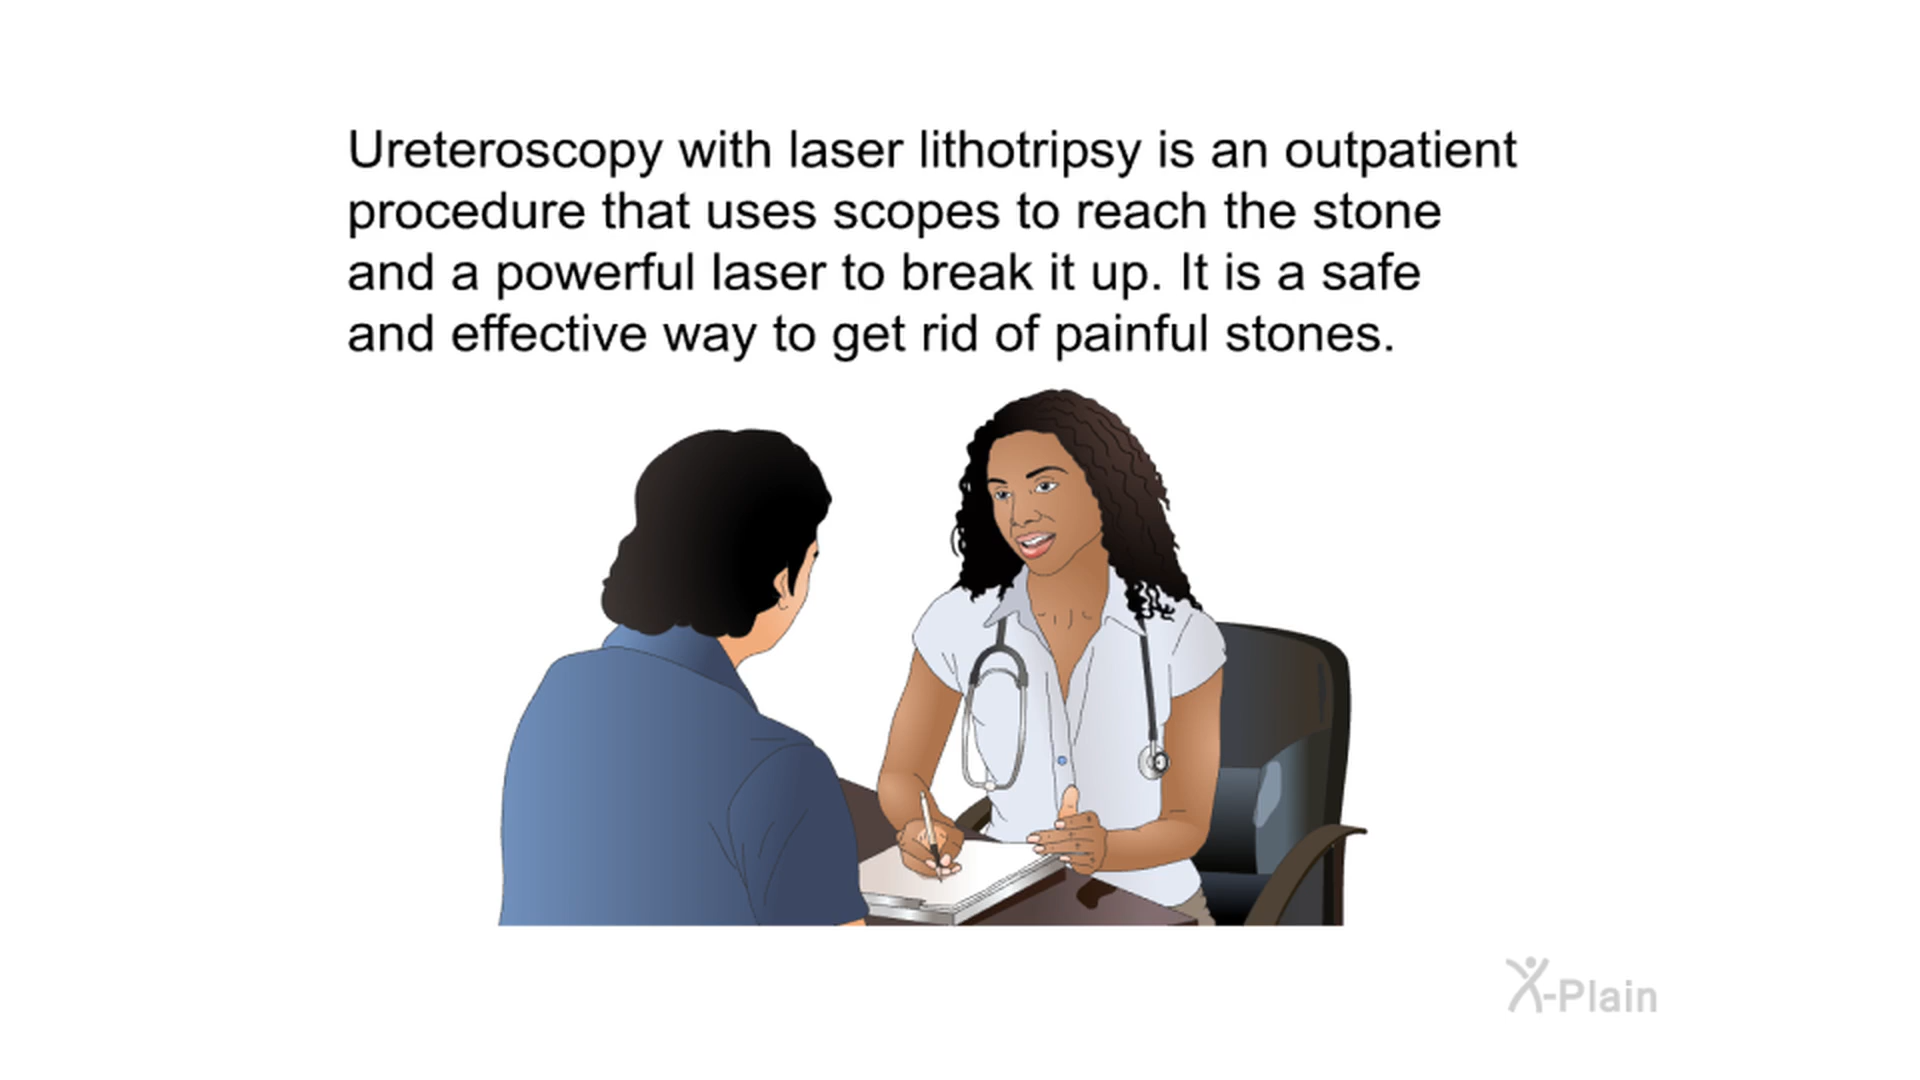 Ureteroscopy with laser lithotripsy is an outpatient
procedure that uses scopes to reach the stone
and a powerful laser to break it up. It is a safe
and effective way to get rid of painful stones.
X-Plain